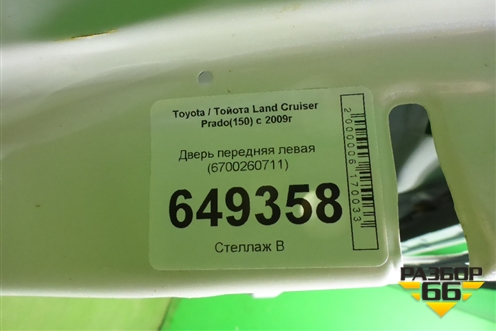 Toyota / Тойота Land Cruiser
Prado(150) с 2009г
Дверь передняя левая
(6700260711)
649358
Стеллаж В
2000006170033
РАЗБОР
66